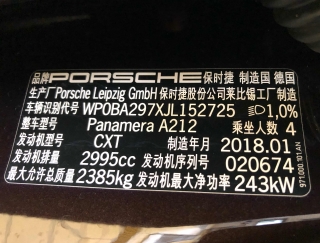 品牌 PORSCHE 保时捷 制造国 德国
生产厂 Porsche Leipzig GmbH 保时捷股份公司莱比锡工厂制造
车辆识别代号 WP0BA297XJL152725 1,0%
整车型号 Panamera A212 乘坐人数 4
发动机型号 CXT 制造年月 2018.01
发动机排量 2995cc 发动机序列号 020674
最大允许总质量 2385kg 发动机最大净功率 243kW
971.000.101.AN